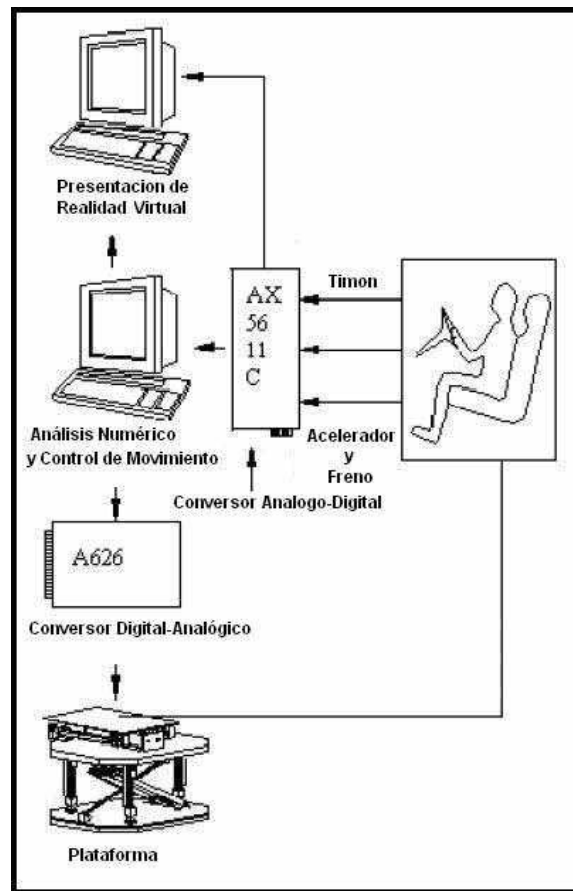 Presentacion de
Realidad Virtual
AX
56
11
C
Timon
Acelerador
y
Freno
Análisis Numérico
y Control de Movimiento
Conversor Analogo-Digital
A626
Conversor Digital-Analógico
Plataforma